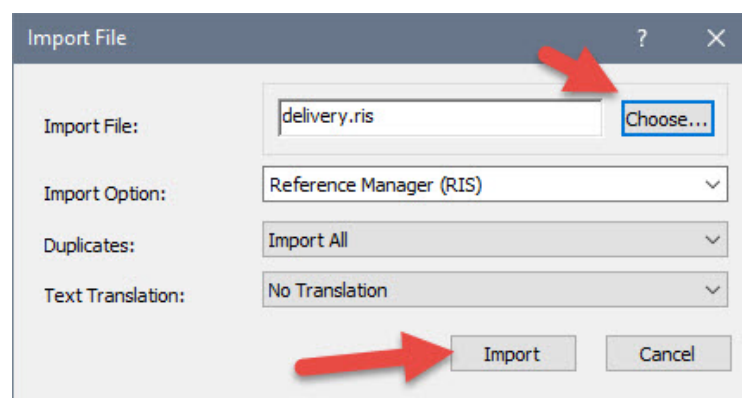 Import File ?
Import File: delivery.ris Choose...
Import Option: Reference Manager (RIS)
Duplicates: Import All
Text Translation: No Translation
Import Cancel